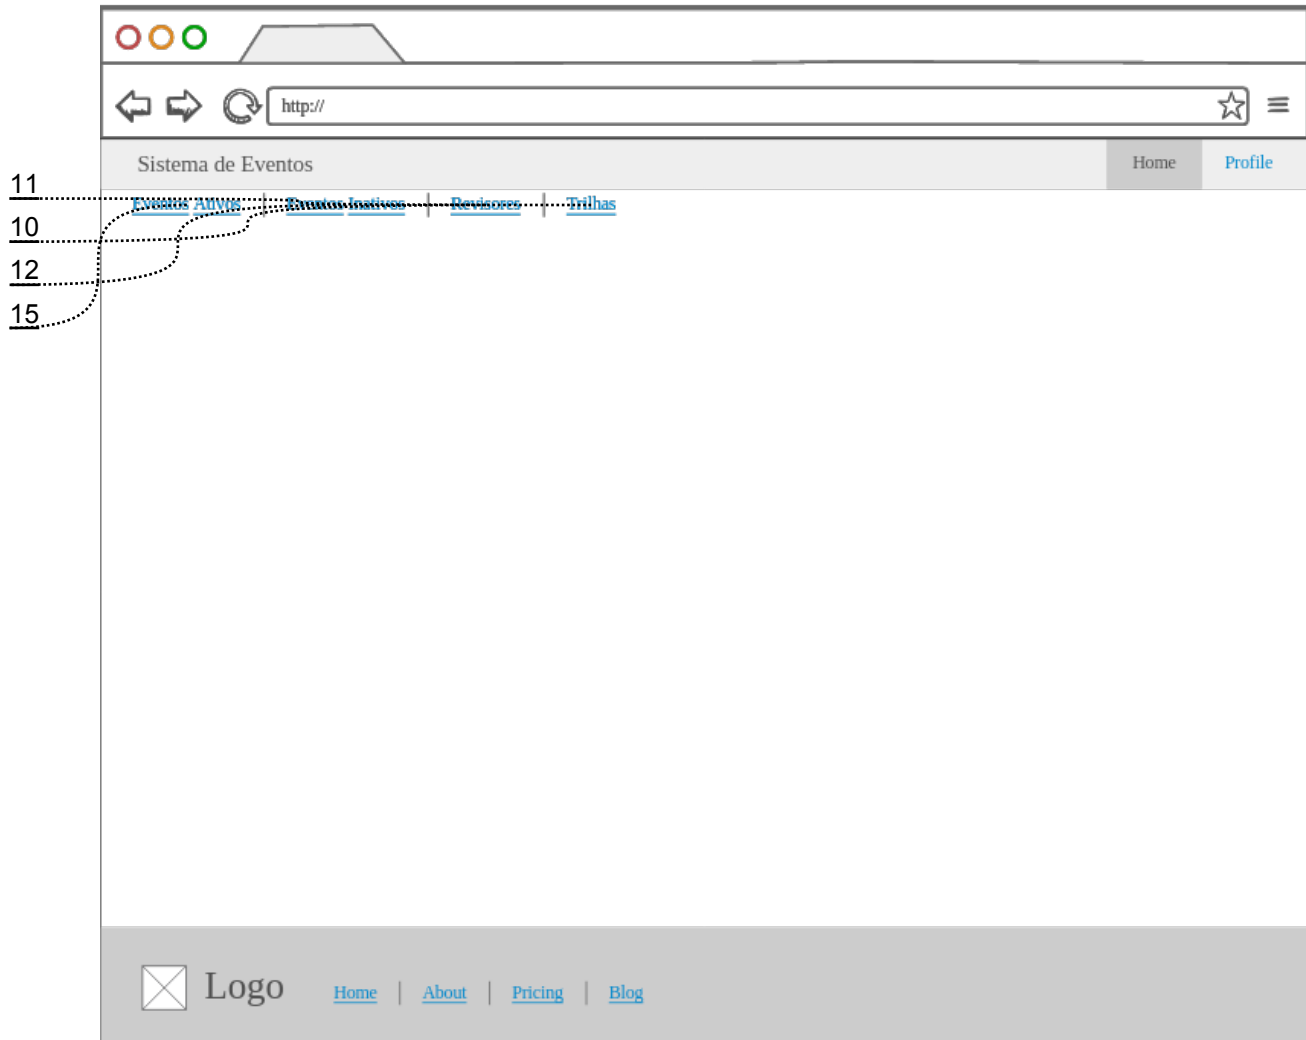 http://
Sistema de Eventos Home Profile
11
Eventos Ativos | Eventos Inativos | Revisores | Trilhas
10
12
15
Logo Home | About | Pricing | Blog